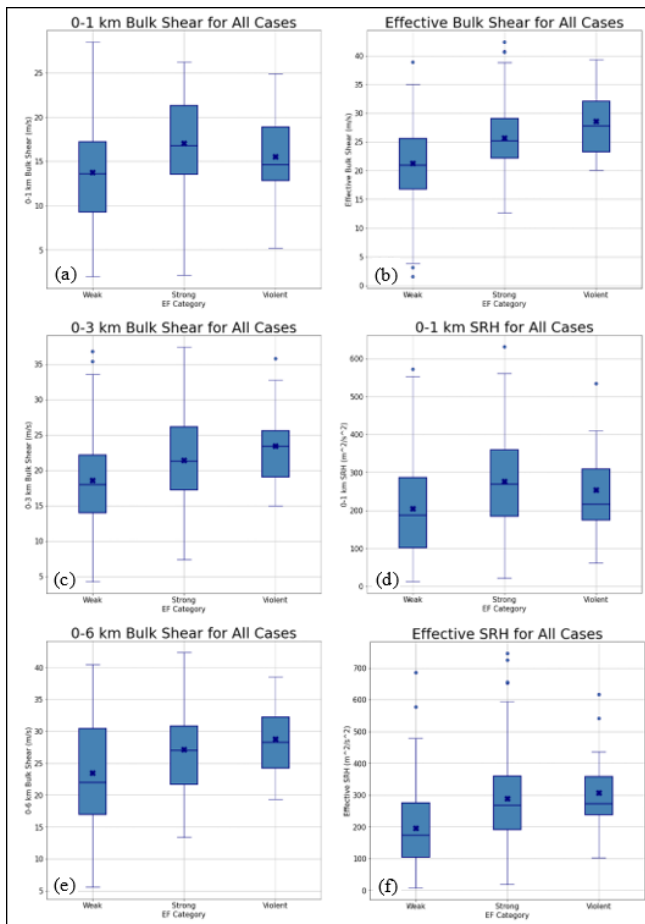 0-1 km Bulk Shear for All Cases
0-1 km Bulk Shear (m/s)
25
20
15
10
5
(a)
Weak Strong Violent
EF Category
Effective Bulk Shear for All Cases
Effective Bulk Shear (m/s)
40
35
30
25
20
15
10
5
0
(b)
Weak Strong Violent
EF Category
0-3 km Bulk Shear for All Cases
0-3 km Bulk Shear (m/s)
35
30
25
20
15
10
5
(c)
Weak Strong Violent
EF Category
0-1 km SRH for All Cases
0-1 km SRH (m^2/s^2)
600
500
400
300
200
100
0
(d)
Weak Strong Violent
EF Category
0-6 km Bulk Shear for All Cases
0-6 km Bulk Shear (m/s)
40
35
30
25
20
15
10
5
(e)
Weak Strong Violent
EF Category
Effective SRH for All Cases
Effective SRH (m^2/s^2)
700
600
500
400
300
200
100
0
(f)
Weak Strong Violent
EF Category